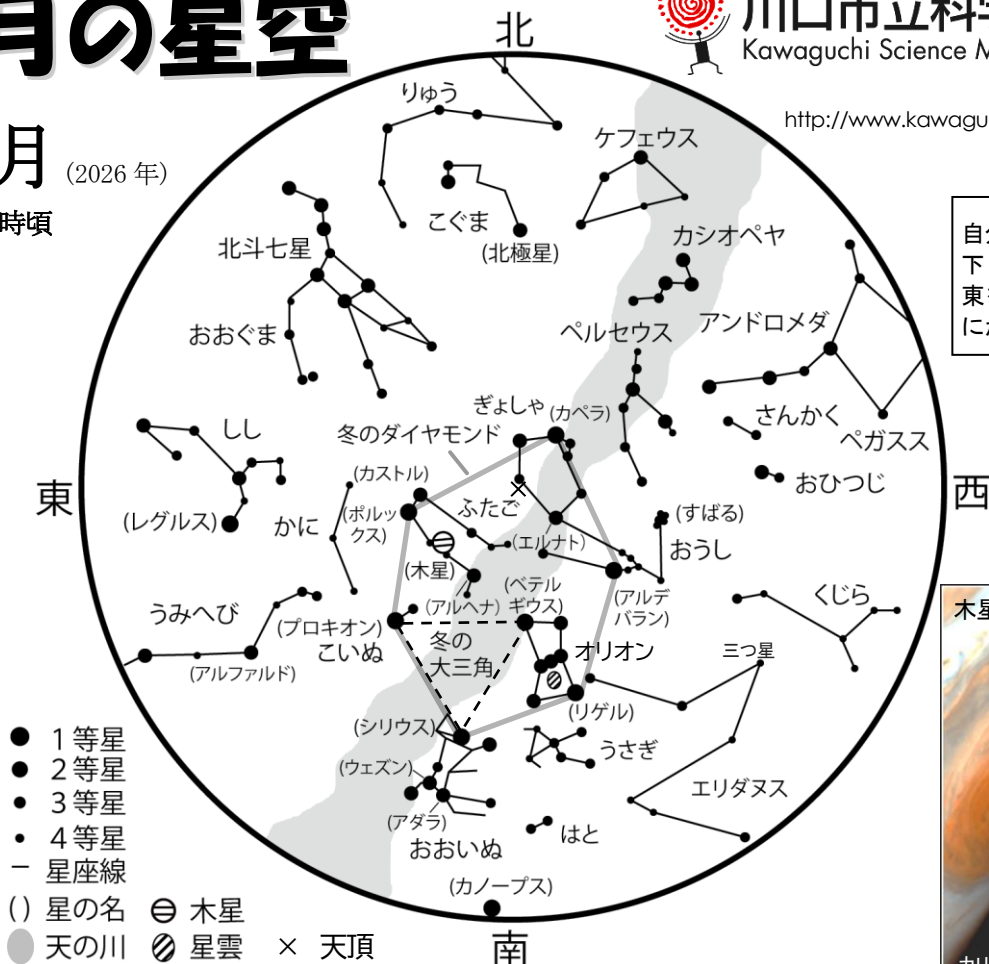 月の星空
川口市立科学
Kawaguchi Science M
北
http://www.kawagu
月 (2026 年)
時頃
りゅう
ケフェウス
こぐま
(北極星)
北斗七星
カシオペヤ
おおぐま
ペルセウス
アンドロメダ
下
東
に
さんかく
ペガスス
ぎょしゃ (カペラ)
冬のダイヤモンド
しし
(カストル)
東
西
おひつじ
(レグルス)
かに
(ポルッ
クス)
ふたご
(すばる)
(エルナト)
おうし
(木星)
(ベテル
ギウス)
(アルデ
バラン)
(アルヘナ)
うみへび
くじら
木星
(プロキオン)
こいぬ
冬の
大三角
オリオン
三つ星
(アルファルド)
(リゲル)
(シリウス)
うさぎ
(ウェズン)
エリダヌス
(アダラ)
おおいぬ
はと
(カノープス)
南
1等星
2等星
3等星
4等星
星座線
( ) 星の名
木星
天の川
星雲
× 天頂